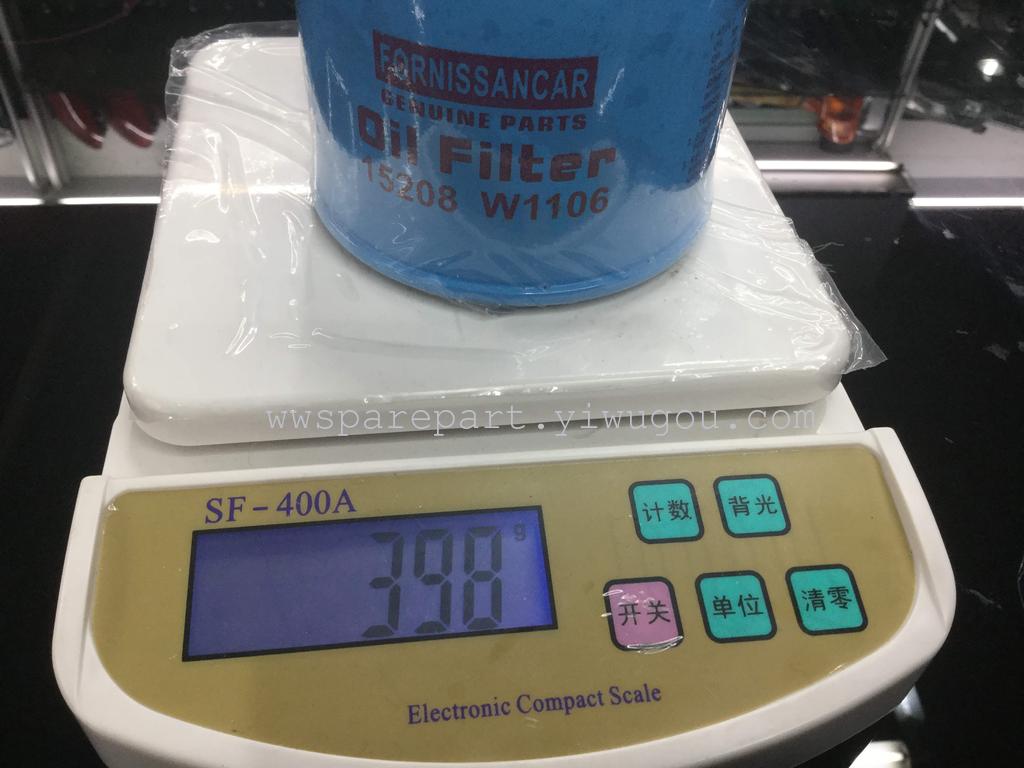 FORNISSANCAR
GENUINE PARTS
Oil Filter
15208 W1106
wwsparepart.yiwugou.com
SF-400A
398 g
计数 背光
开关 单位 清零
Electronic Compact Scale